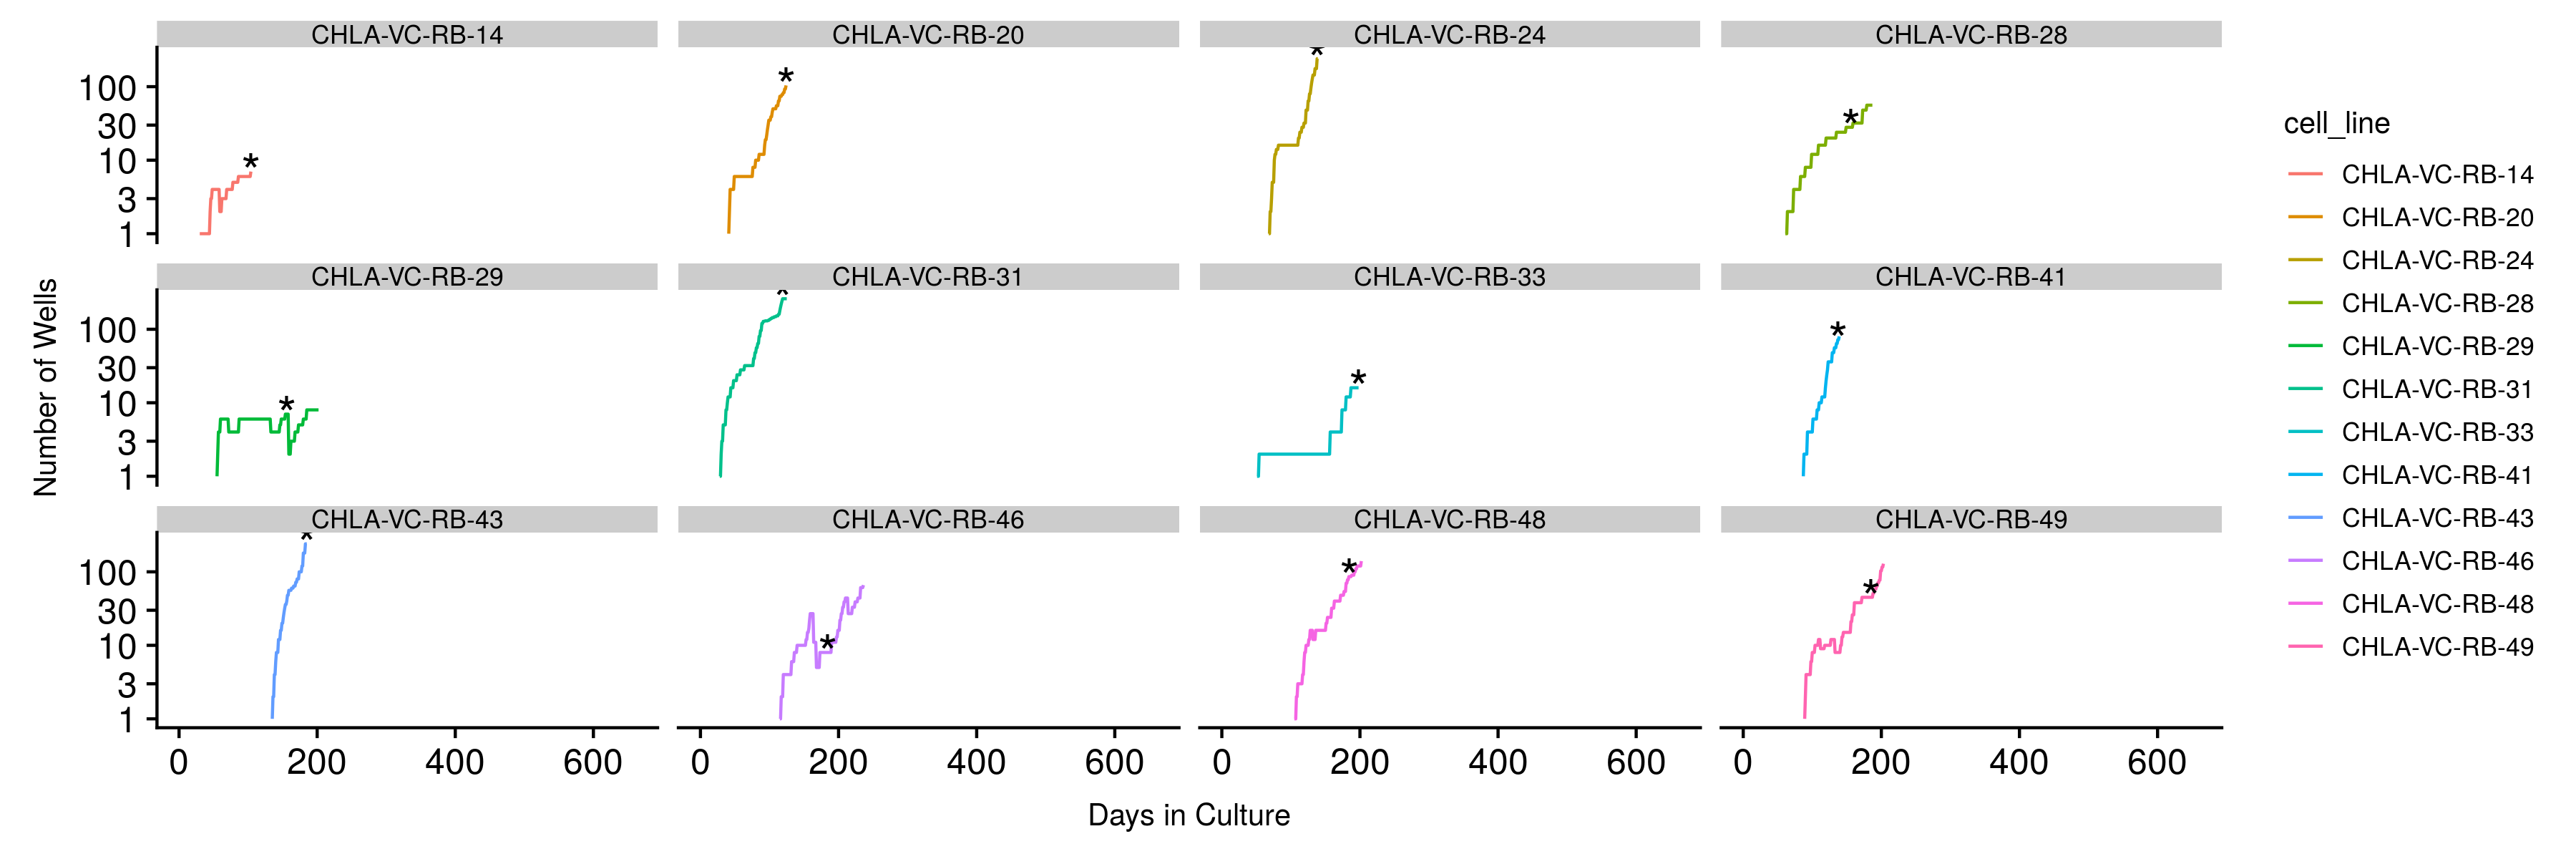 CHLA-VC-RB-14 CHLA-VC-RB-20 CHLA-VC-RB-24 CHLA-VC-RB-28
* * * *
100
30
10
3
1
CHLA-VC-RB-29 CHLA-VC-RB-31 CHLA-VC-RB-33 CHLA-VC-RB-41
* * * *
100
30
10
3
1
CHLA-VC-RB-43 CHLA-VC-RB-46 CHLA-VC-RB-48 CHLA-VC-RB-49
* * * *
100
30
10
3
1
0 200 400 600 0 200 400 600 0 200 400 600 0 200 400 600
Number of Wells
Days in Culture
cell_line
CHLA-VC-RB-14
CHLA-VC-RB-20
CHLA-VC-RB-24
CHLA-VC-RB-28
CHLA-VC-RB-29
CHLA-VC-RB-31
CHLA-VC-RB-33
CHLA-VC-RB-41
CHLA-VC-RB-43
CHLA-VC-RB-46
CHLA-VC-RB-48
CHLA-VC-RB-49